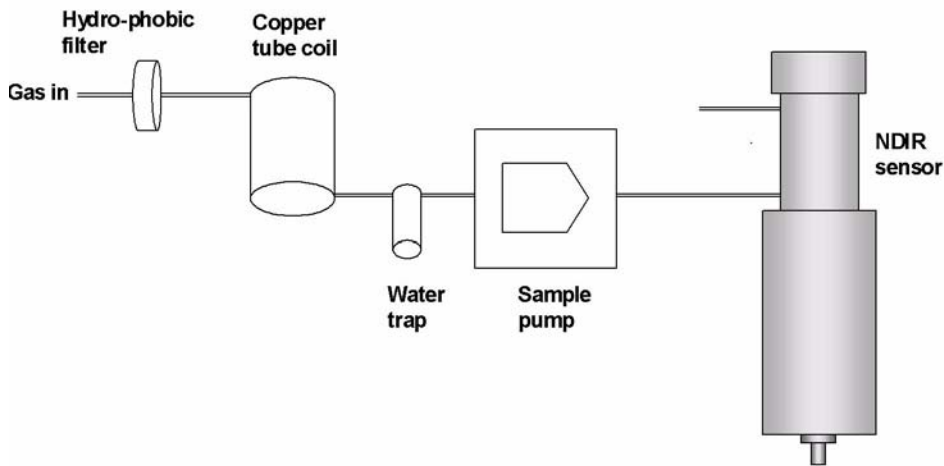 Hydro-phobic
filter
Copper
tube coil
Gas in
NDIR
sensor
Water
trap
Sample
pump